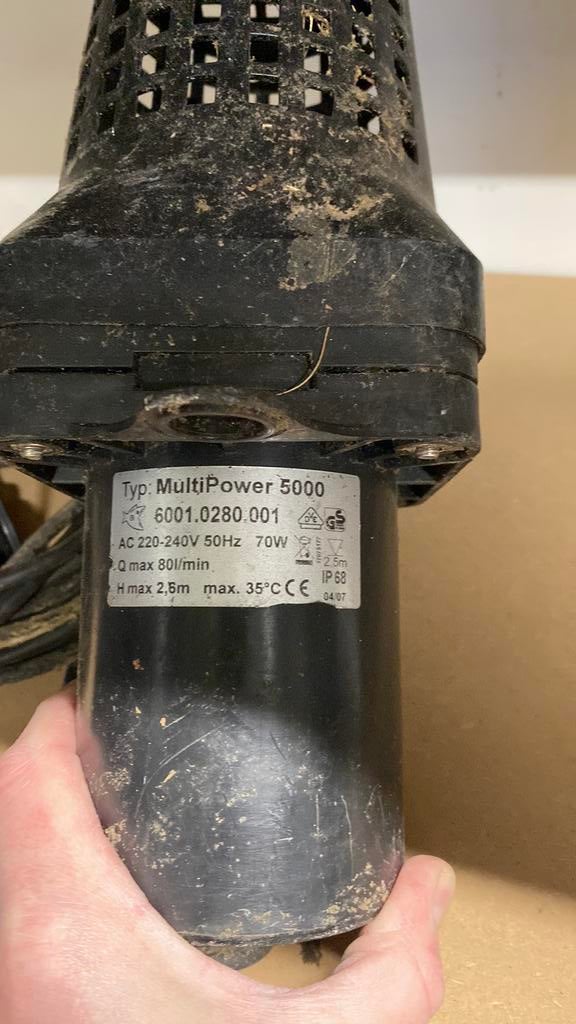 Typ: MultiPower 5000
6001.0280.001
AC 220-240V 50Hz 70W
Q max 80l/min 2,5m
H max 2,5m max. 35°C CE IP 68
04/07